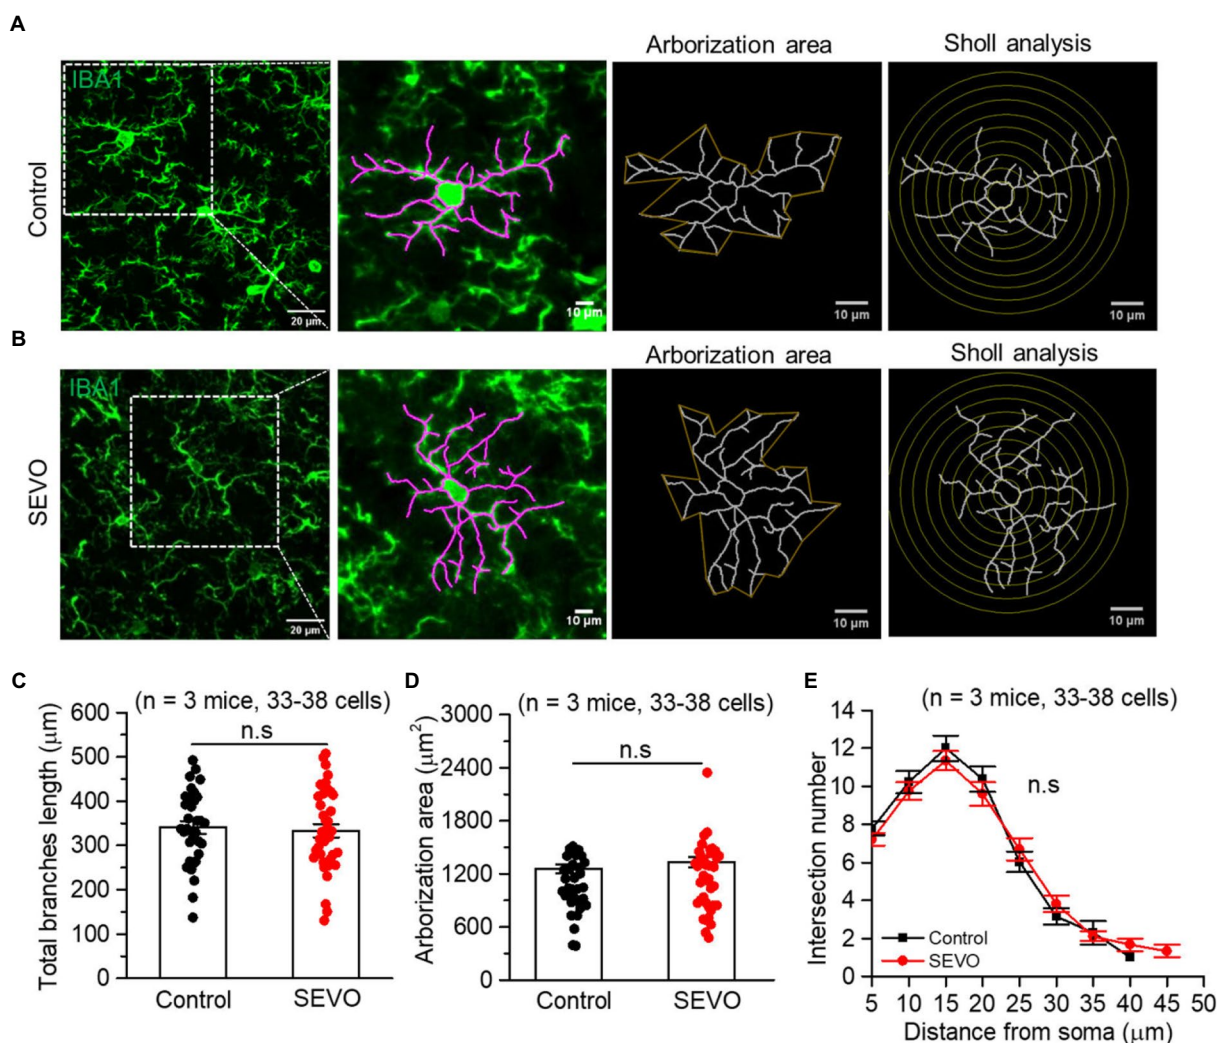 A
Arborization area
Sholl analysis
IBA1
Control
20 µm
10 µm
10 µm
10 µm
B
Arborization area
Sholl analysis
IBA1
SEVO
20 µm
10 µm
10 µm
10 µm
C
(n = 3 mice, 33-38 cells)
n.s
Total branches length (µm)
600
500
400
300
200
100
0
Control
SEVO
D
(n = 3 mice, 33-38 cells)
n.s
Arborization area (µm²)
3000
2400
1800
1200
600
0
Control
SEVO
E
(n = 3 mice, 33-38 cells)
n.s
Intersection number
14
12
10
8
6
4
2
0
Control
SEVO
5 10 15 20 25 30 35 40 45 50
Distance from soma (µm)